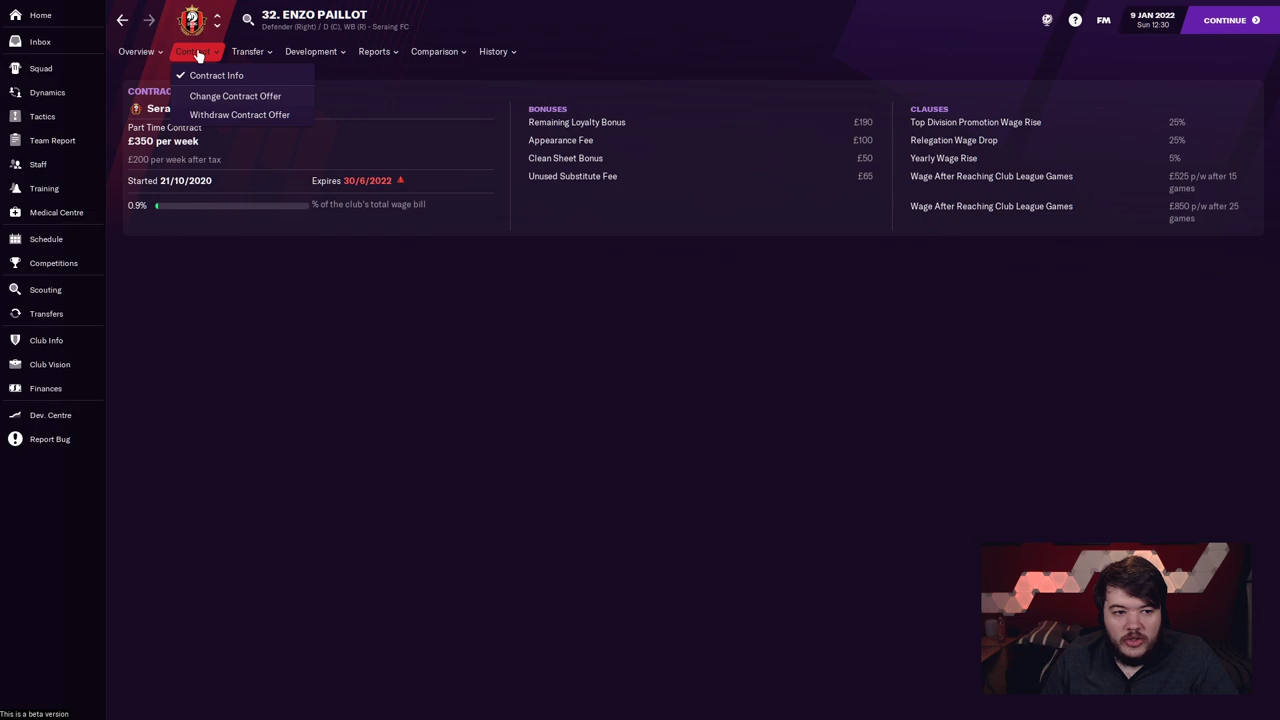 Home
Inbox
Squad
Dynamics
Tactics
Team Report
Staff
Training
Medical Centre
Schedule
Competitions
Scouting
Transfers
Club Info
Club Vision
Finances
Dev. Centre
Report Bug
This is a beta version
32. ENZO PAILLOT
Defender (Right) / D (C), WB (R) - Seraing FC
FM
9 JAN 2022
Sun 12:30
CONTINUE
Overview
Contract
Transfer
Development
Reports
Comparison
History
Contract Info
Change Contract Offer
Withdraw Contract Offer
CONTRAC
Sera
Part Time Contract
£350 per week
£200 per week after tax
Started 21/10/2020
Expires 30/6/2022
0.9%
% of the club's total wage bill
BONUSES
Remaining Loyalty Bonus £190
Appearance Fee £100
Clean Sheet Bonus £50
Unused Substitute Fee £65
CLAUSES
Top Division Promotion Wage Rise 25%
Relegation Wage Drop 25%
Yearly Wage Rise 5%
Wage After Reaching Club League Games £525 p/w after 15
games
Wage After Reaching Club League Games £850 p/w after 25
games